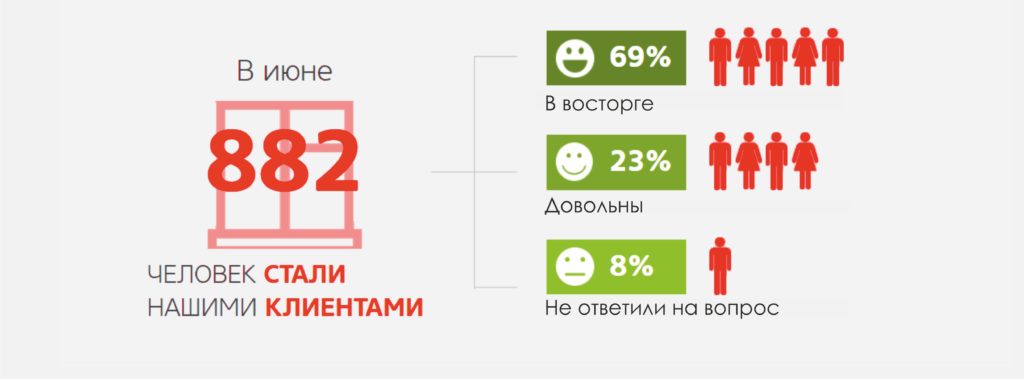 В июне
882
ЧЕЛОВЕК СТАЛИ
НАШИМИ КЛИЕНТАМИ
69%
В восторге
23%
Довольны
8%
Не ответили на вопрос